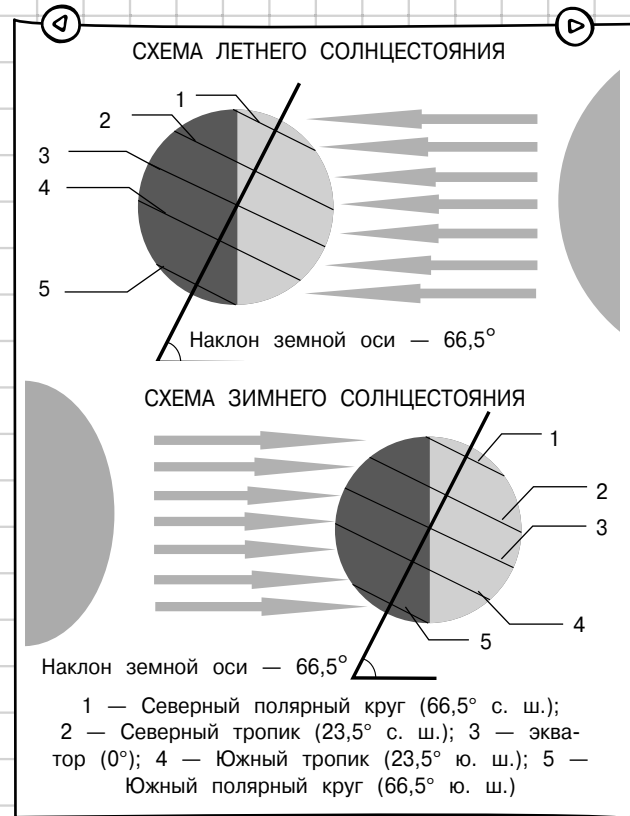 СХЕМА ЛЕТНЕГО СОЛНЦЕСТОЯНИЯ
1
2
3
4
5
Наклон земной оси — 66,5°
СХЕМА ЗИМНЕГО СОЛНЦЕСТОЯНИЯ
1
2
3
4
5
Наклон земной оси — 66,5°
1 — Северный полярный круг (66,5° с. ш.);
2 — Северный тропик (23,5° с. ш.); 3 — эква-
тор (0°); 4 — Южный тропик (23,5° ю. ш.); 5 —
Южный полярный круг (66,5° ю. ш.)